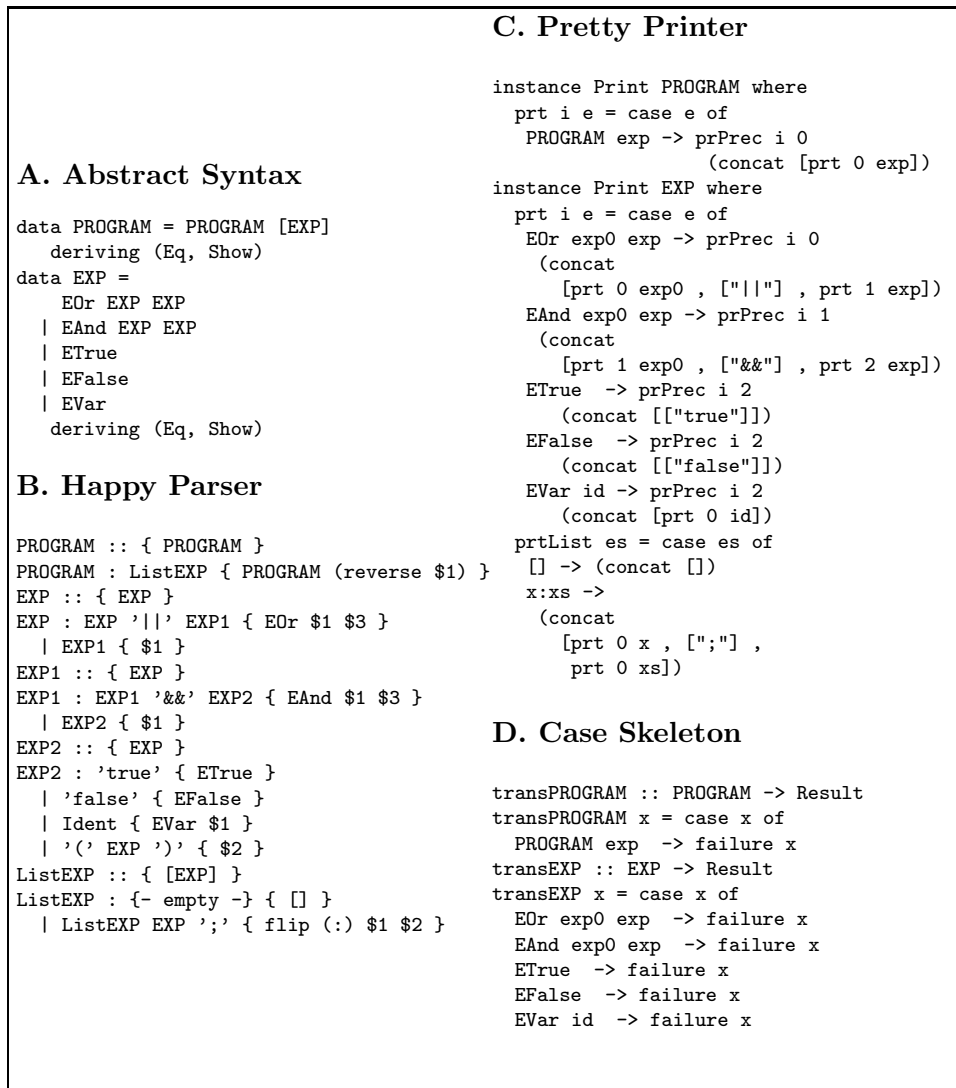 A. Abstract Syntax
data PROGRAM = PROGRAM [EXP]
   deriving (Eq, Show)
data EXP =
    EOr EXP EXP
  | EAnd EXP EXP
  | ETrue
  | EFalse
  | EVar
   deriving (Eq, Show)
B. Happy Parser
PROGRAM :: { PROGRAM }
PROGRAM : ListEXP { PROGRAM (reverse $1) }
EXP :: { EXP }
EXP : EXP ’||’ EXP1 { EOr $1 $3 }
  | EXP1 { $1 }
EXP1 :: { EXP }
EXP1 : EXP1 ’&&’ EXP2 { EAnd $1 $3 }
  | EXP2 { $1 }
EXP2 :: { EXP }
EXP2 : ’true’ { ETrue }
  | ’false’ { EFalse }
  | Ident { EVar $1 }
  | ’(’ EXP ’)’ { $2 }
ListEXP :: { [EXP] }
ListEXP : {- empty -} { [] }
  | ListEXP EXP ’;’ { flip (:) $1 $2 }
C. Pretty Printer
instance Print PROGRAM where
  prt i e = case e of
   PROGRAM exp -> prPrec i 0
                   (concat [prt 0 exp])
instance Print EXP where
  prt i e = case e of
   EOr exp0 exp -> prPrec i 0
    (concat
      [prt 0 exp0 , ["||"] , prt 1 exp])
   EAnd exp0 exp -> prPrec i 1
    (concat
      [prt 1 exp0 , ["&&"] , prt 2 exp])
   ETrue  -> prPrec i 2
      (concat [["true"]])
   EFalse  -> prPrec i 2
      (concat [["false"]])
   EVar id -> prPrec i 2
      (concat [prt 0 id])
  prtList es = case es of
   [] -> (concat [])
   x:xs ->
    (concat
      [prt 0 x , [";"] ,
       prt 0 xs])
D. Case Skeleton
transPROGRAM :: PROGRAM -> Result
transPROGRAM x = case x of
  PROGRAM exp  -> failure x
transEXP :: EXP -> Result
transEXP x = case x of
  EOr exp0 exp  -> failure x
  EAnd exp0 exp  -> failure x
  ETrue  -> failure x
  EFalse  -> failure x
  EVar id  -> failure x